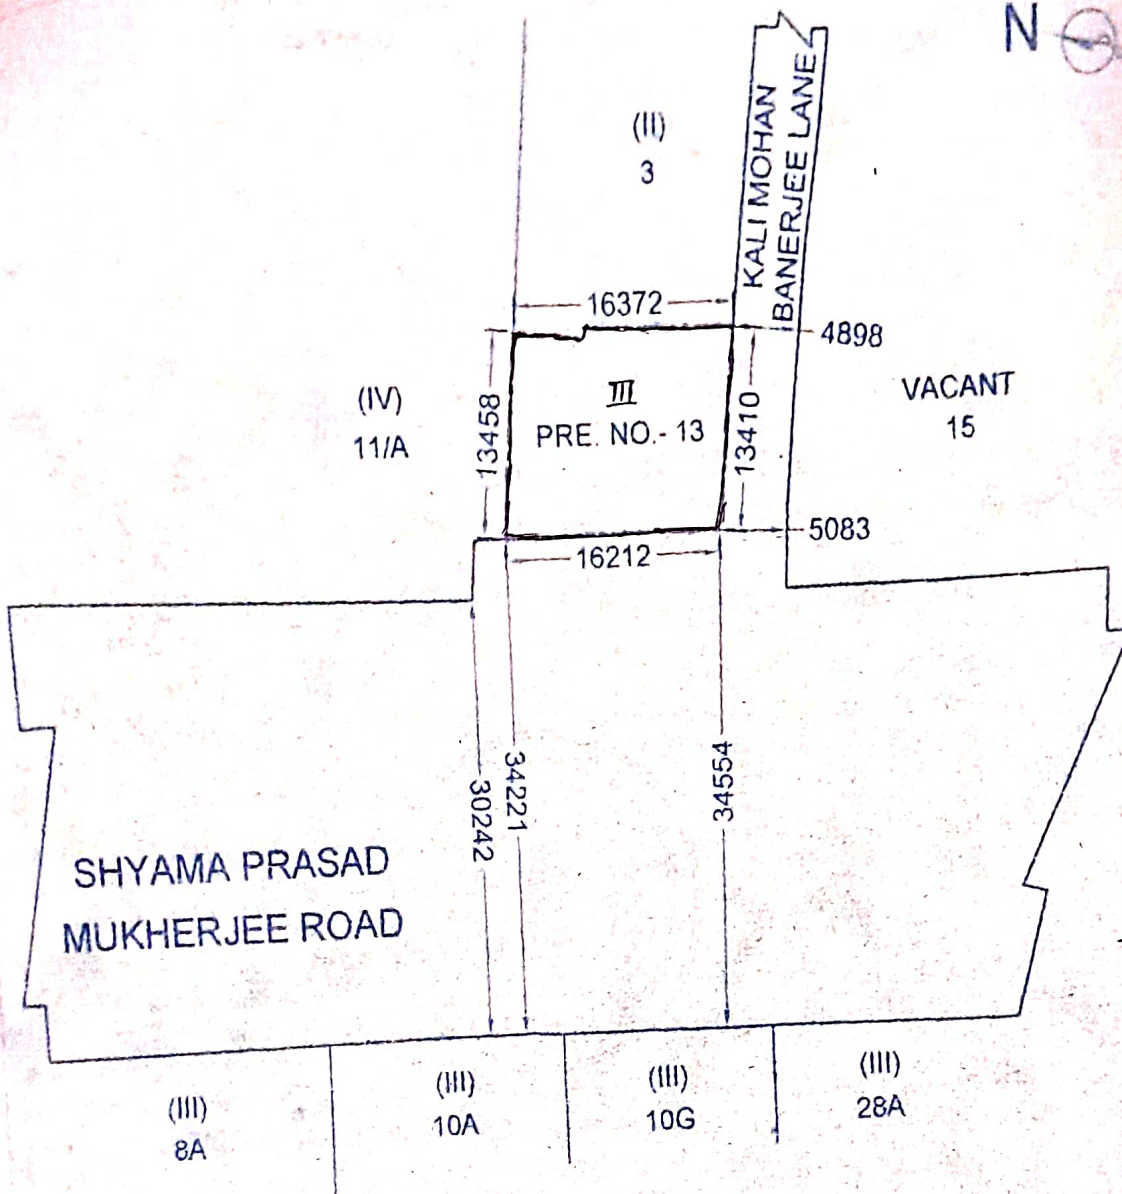 N
(II)
3
KALI MOHAN
BANERJEE LANE
16372
4898
(IV)
11/A
13458
III
PRE. NO.- 13
13410
VACANT
15
5083
16212
34221
30242
34554
SHYAMA PRASAD
MUKHERJEE ROAD
(III)
8A
(III)
10A
(III)
10G
(III)
28A